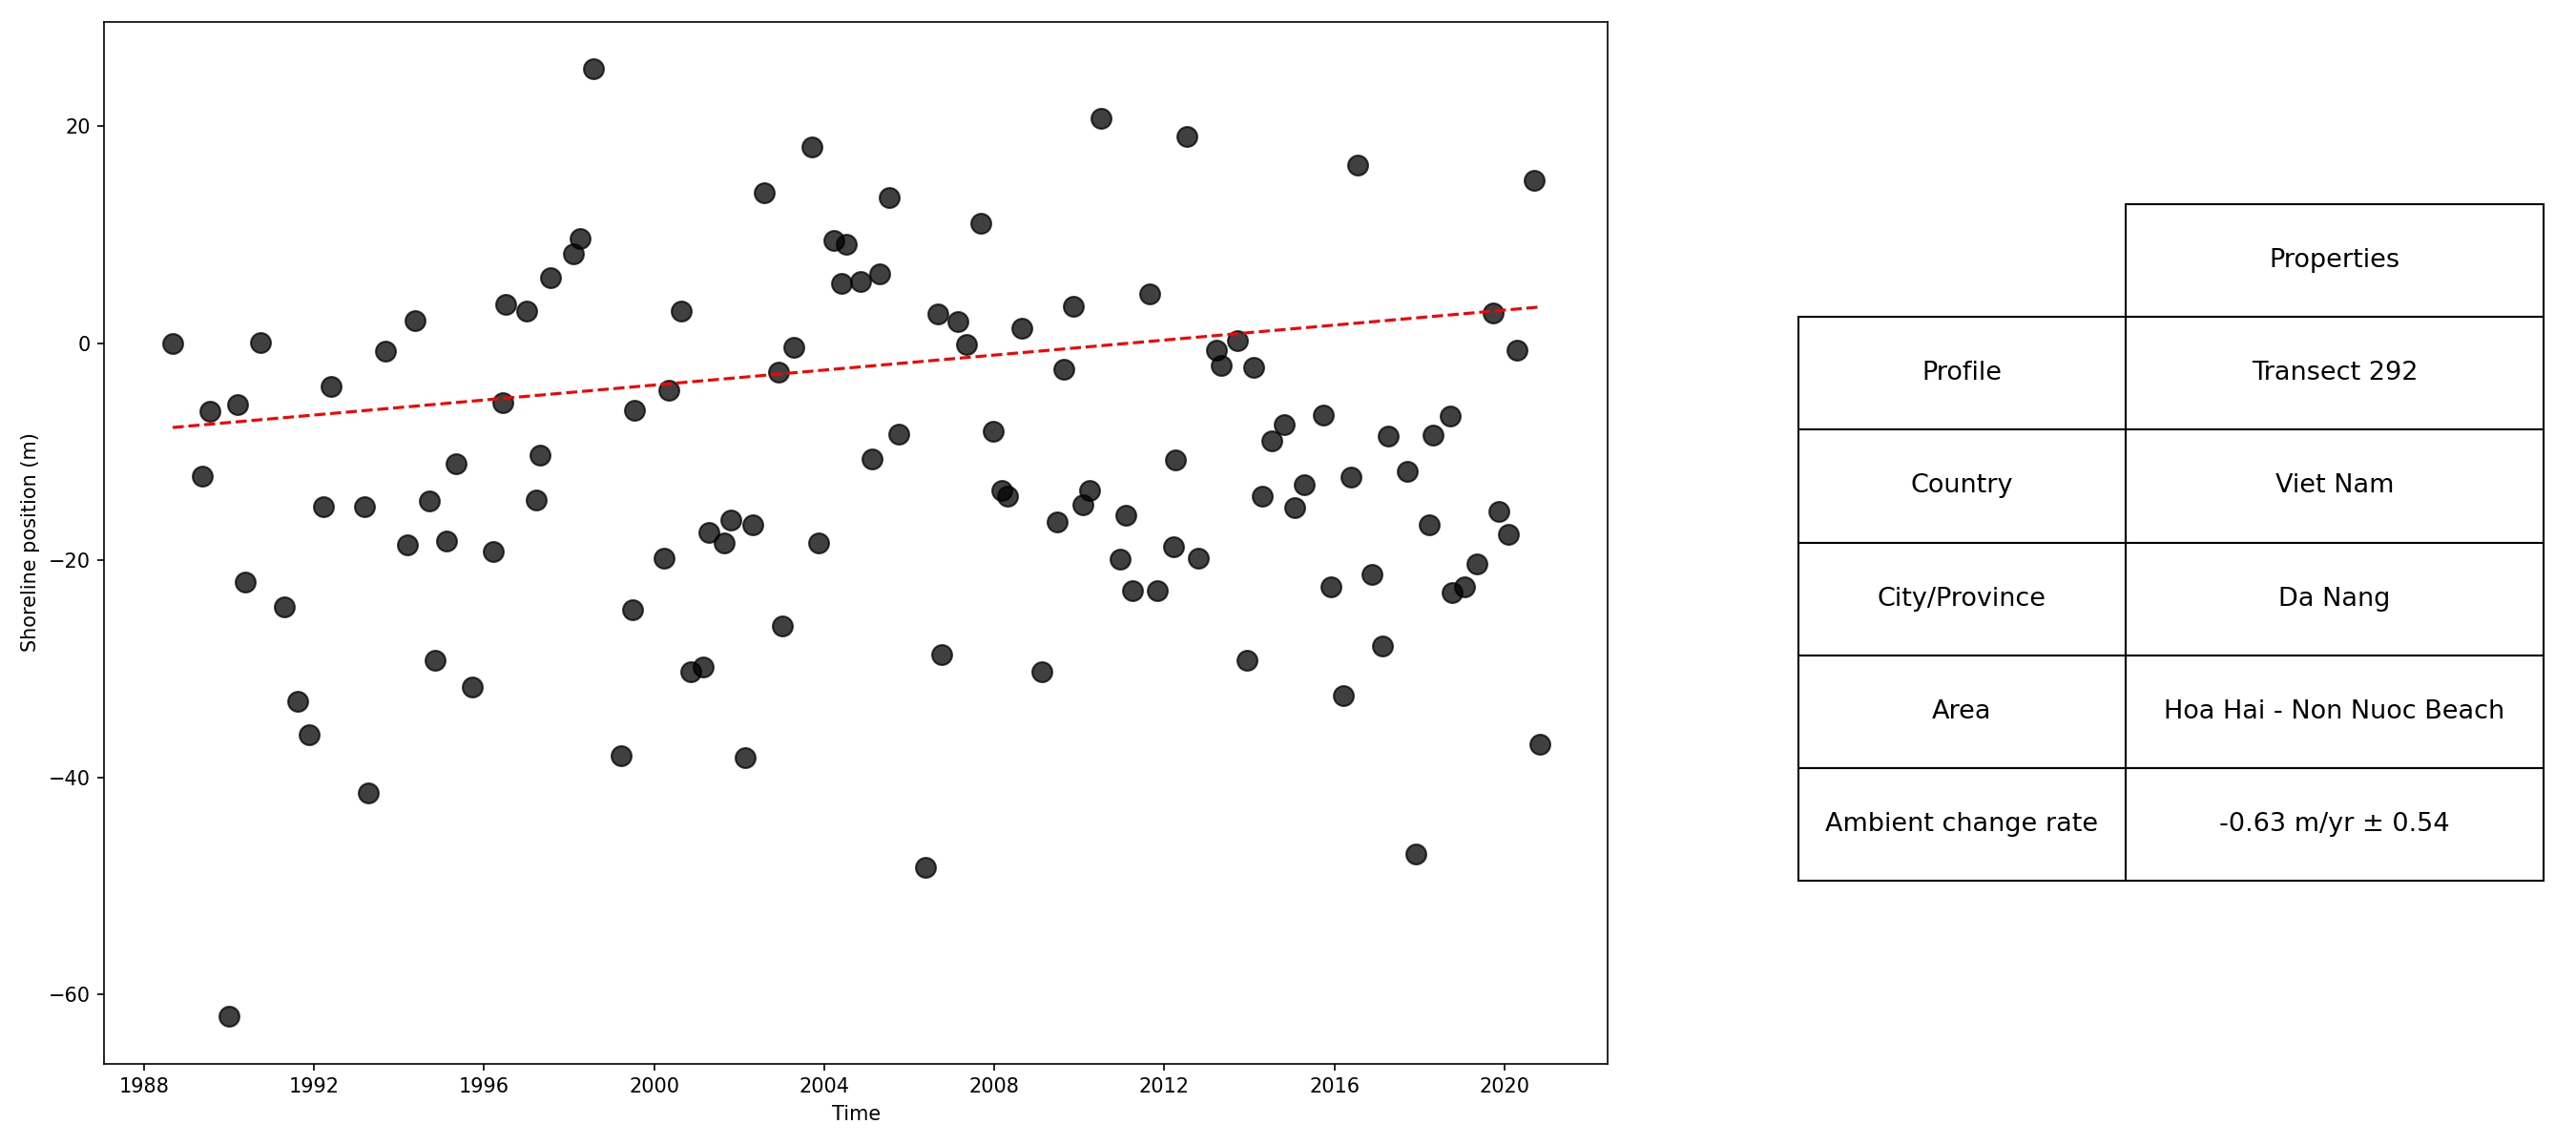 20
0
−20
−40
−60
Shoreline position (m)
1988 1992 1996 2000 2004 2008 2012 2016 2020
Time
Properties
Profile Transect 292
Country Viet Nam
City/Province Da Nang
Area Hoa Hai - Non Nuoc Beach
Ambient change rate -0.63 m/yr ± 0.54